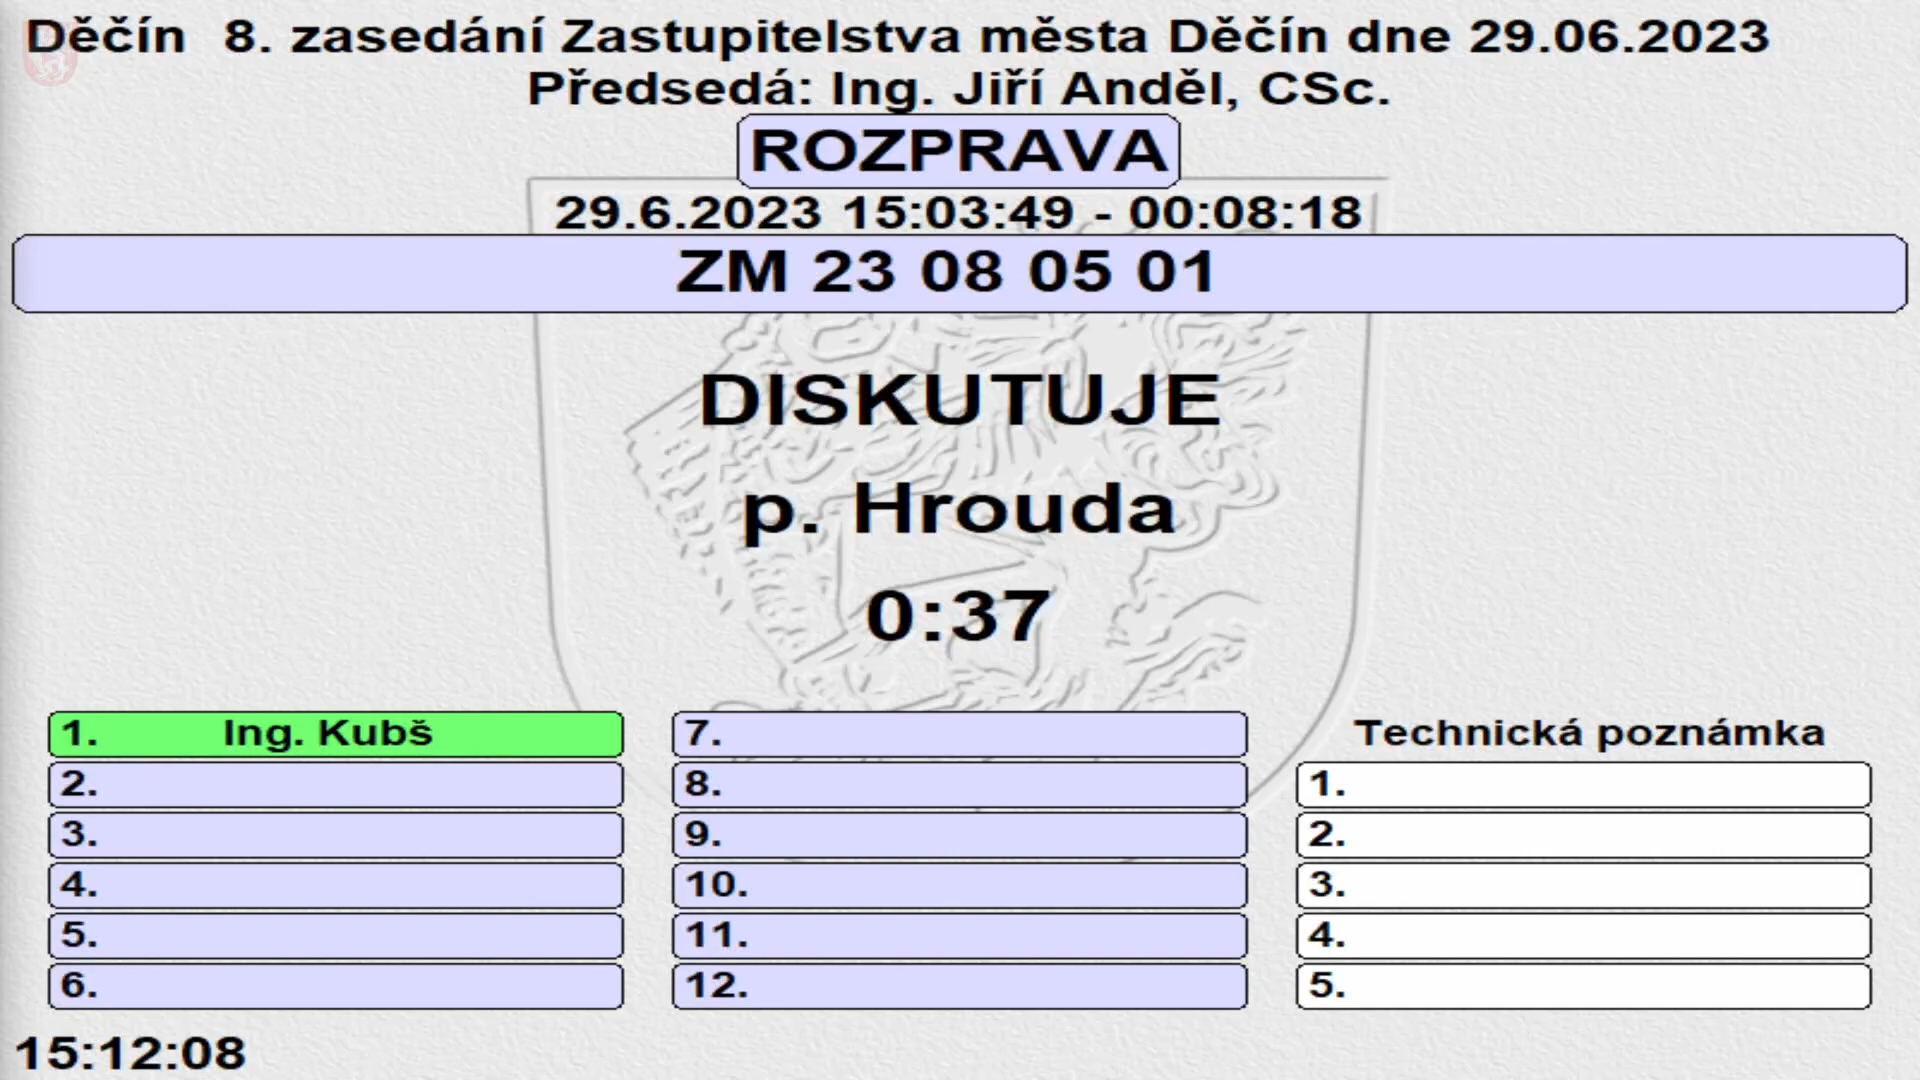 Děčín 8. zasedání Zastupitelstva města Děčín dne 29.06.2023
Předsedá: Ing. Jiří Anděl, CSc.
ROZPRAVA
29.6.2023 15:03:49 - 00:08:18
ZM 23 08 05 01
DISKUTUJE
p. Hrouda
0:37
1. Ing. Kubš
2.
3.
4.
5.
6.
7.
8.
9.
10.
11.
12.
Technická poznámka
1.
2.
3.
4.
5.
15:12:08